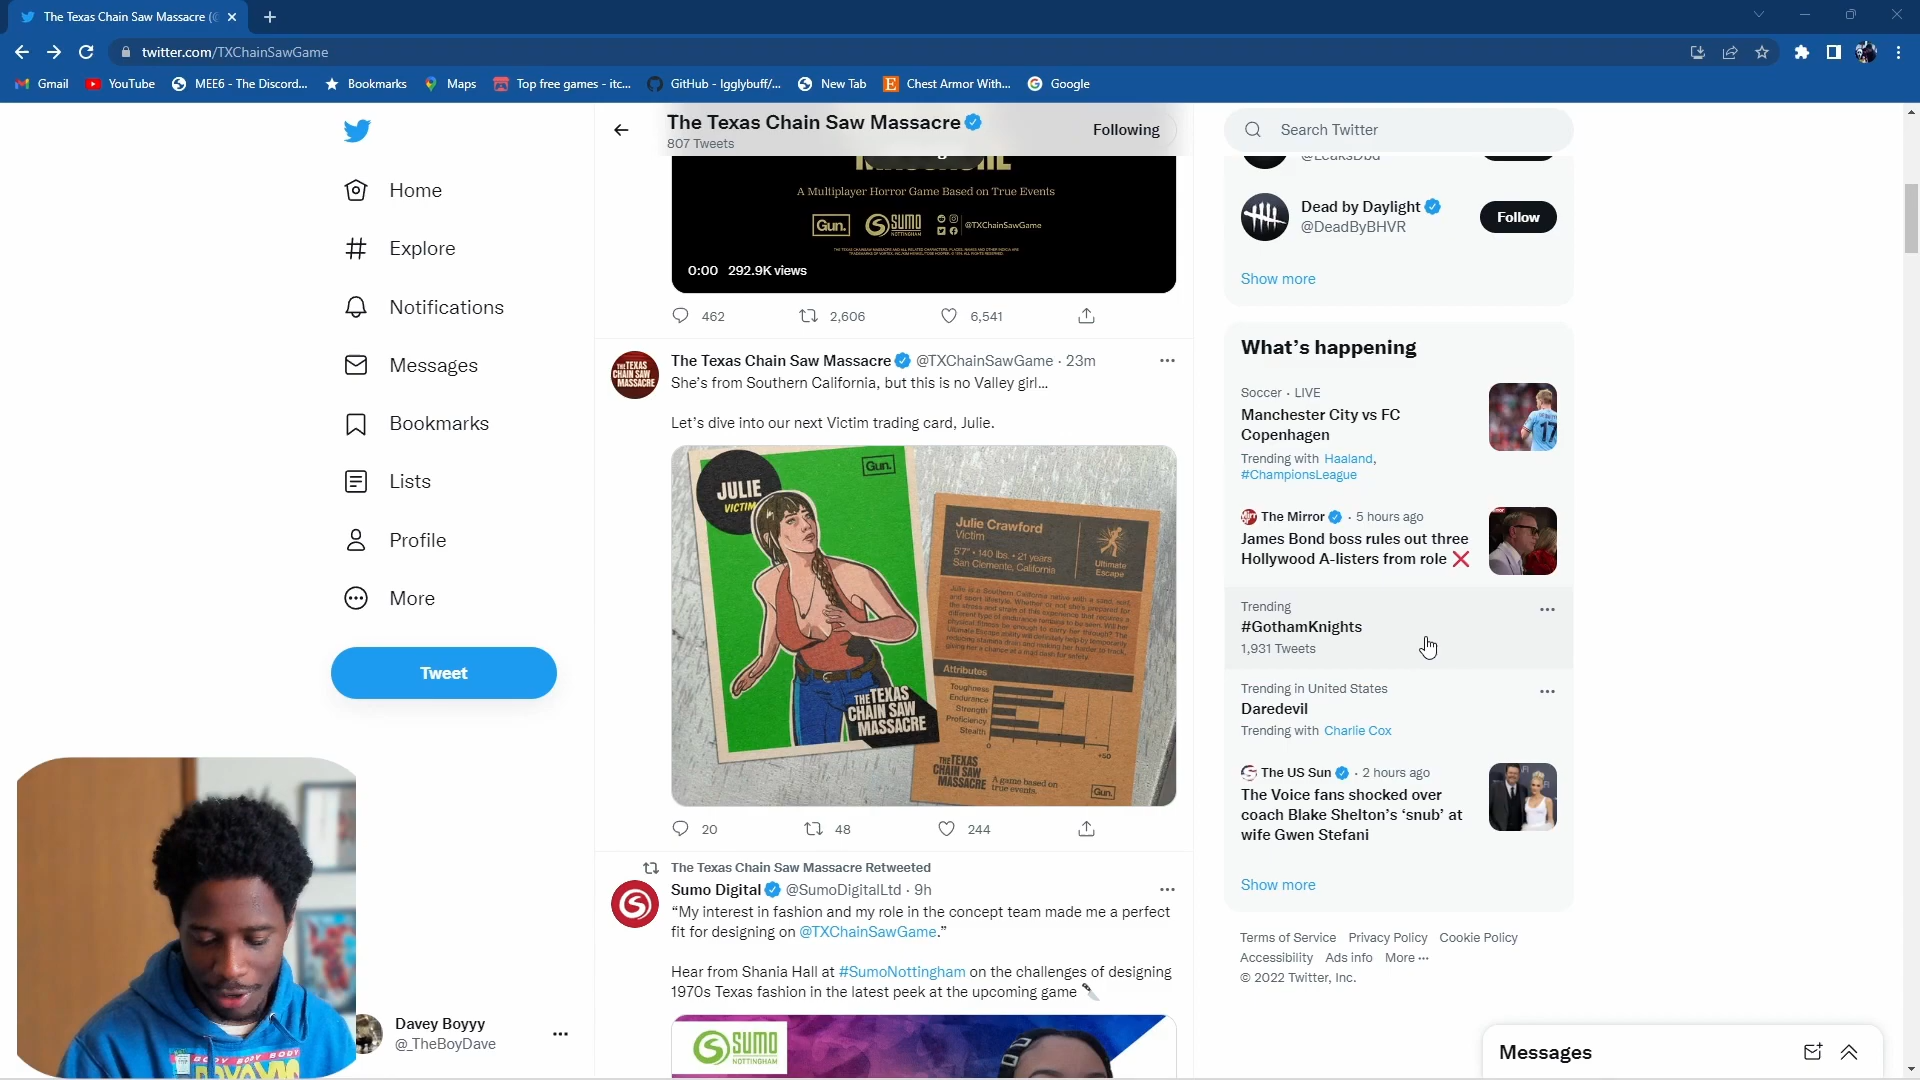 The Texas Chain Saw Massacre (@
twitter.com/TXChainSawGame
Gmail
YouTube
MEE6 - The Discord...
Bookmarks
Maps
Top free games - itc...
GitHub - Igglybuff/...
New Tab
Chest Armor With...
Google
Home
Explore
Notifications
Messages
Bookmarks
Lists
Profile
More
Tweet
Davey Boyyy
@_TheBoyDave
The Texas Chain Saw Massacre
807 Tweets
Following
A Multiplayer Horror Game Based on True Events
Gun.
SUMO
NOTTINGHAM
@TXChainSawGame
0:00 292.9K views
462
2,606
6,541
The Texas Chain Saw Massacre @TXChainSawGame · 23m
She's from Southern California, but this is no Valley girl...
Let's dive into our next Victim trading card, Julie.
JULIE
VICTIM
Gun.
THE TEXAS
CHAIN SAW
MASSACRE
Julie Crawford
Victim
5'7" • 140 lbs. • 21 years
San Clemente, California
Ultimate
Escape
Attributes
Toughness
Endurance
Strength
Proficiency
Stealth
0
+50
THE TEXAS
CHAIN SAW
MASSACRE
A game based on
true events.
Gun.
20
48
244
The Texas Chain Saw Massacre Retweeted
Sumo Digital @SumoDigitalLtd · 9h
“My interest in fashion and my role in the concept team made me a perfect
fit for designing on @TXChainSawGame.”
Hear from Shania Hall at #SumoNottingham on the challenges of designing
1970s Texas fashion in the latest peek at the upcoming game
SUMO
NOTTINGHAM
Search Twitter
Dead by Daylight
@DeadByBHVR
Follow
Show more
What's happening
Soccer · LIVE
Manchester City vs FC
Copenhagen
Trending with Haaland,
#ChampionsLeague
The Mirror · 5 hours ago
James Bond boss rules out three
Hollywood A-listers from role ❌
Trending
#GothamKnights
1,931 Tweets
Trending in United States
Daredevil
Trending with Charlie Cox
The US Sun · 2 hours ago
The Voice fans shocked over
coach Blake Shelton's ‘snub’ at
wife Gwen Stefani
Show more
Terms of Service Privacy Policy Cookie Policy
Accessibility Ads info More ···
© 2022 Twitter, Inc.
Messages